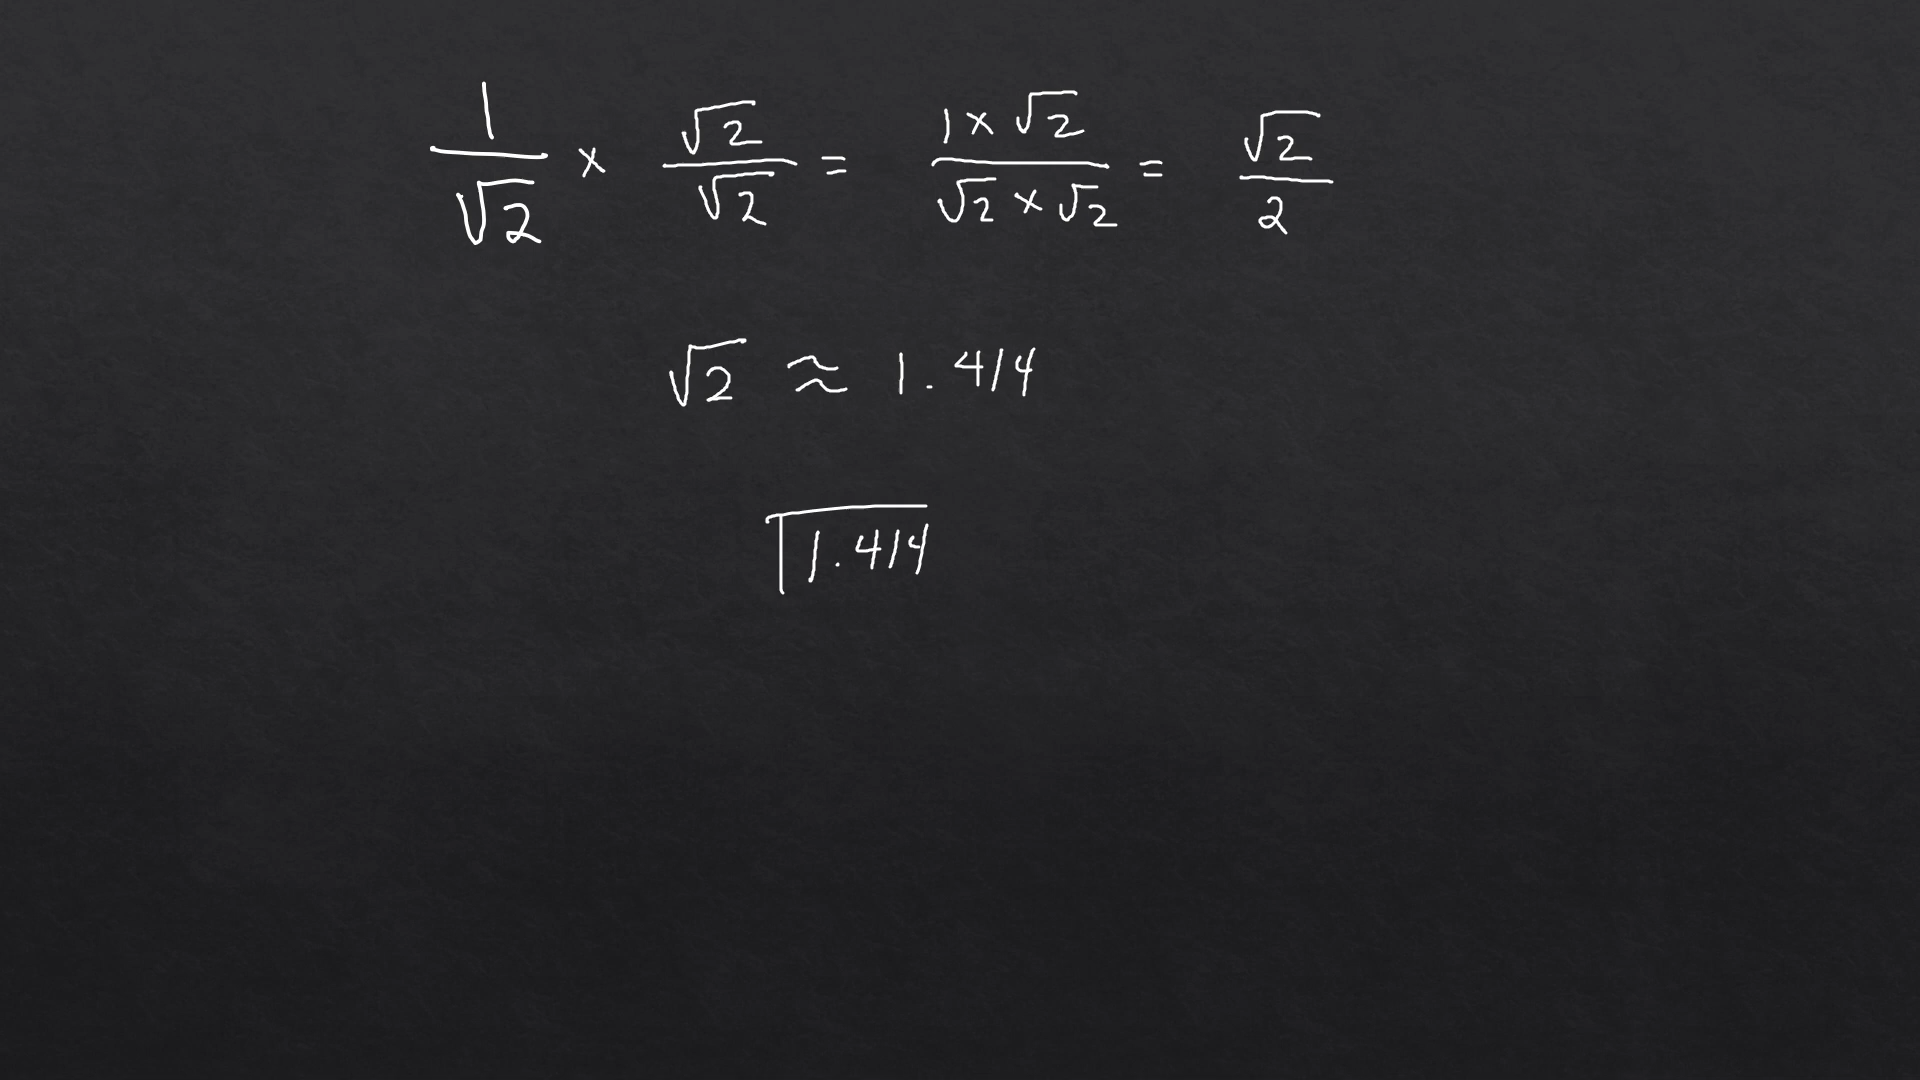 1/√2 × √2/√2 = 1×√2/√2×√2 = √2/2
√2 ≈ 1.414
1.414